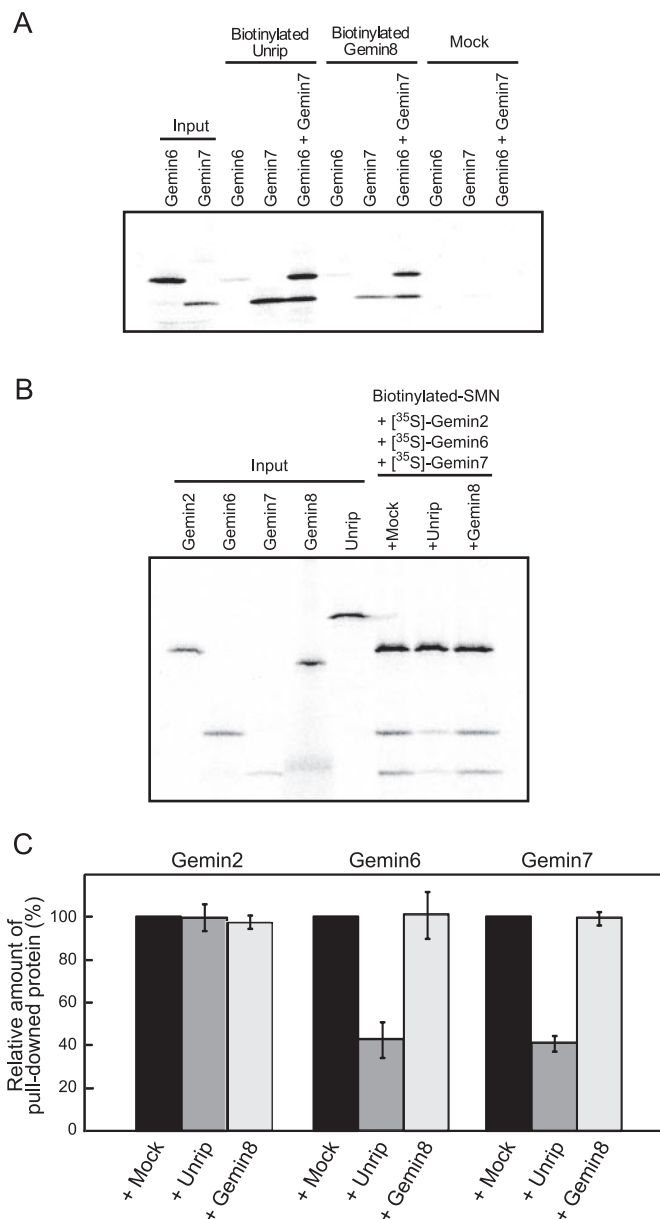 A
Biotinylated
Unrip
Biotinylated
Gemin8
Mock
Input
Gemin6
Gemin7
Gemin6
Gemin7
Gemin6 + Gemin7
Gemin6
Gemin7
Gemin6 + Gemin7
Gemin6
Gemin7
Gemin6 + Gemin7
B
Biotinylated-SMN
+ [³⁵S]-Gemin2
+ [³⁵S]-Gemin6
+ [³⁵S]-Gemin7
Input
Gemin2
Gemin6
Gemin7
Gemin8
Unrip
+Mock
+Unrip
+Gemin8
C
Gemin2
Gemin6
Gemin7
Relative amount of
pull-downed protein (%)
100
80
60
40
20
0
+ Mock
+ Unrip
+ Gemin8
+ Mock
+ Unrip
+ Gemin8
+ Mock
+ Unrip
+ Gemin8